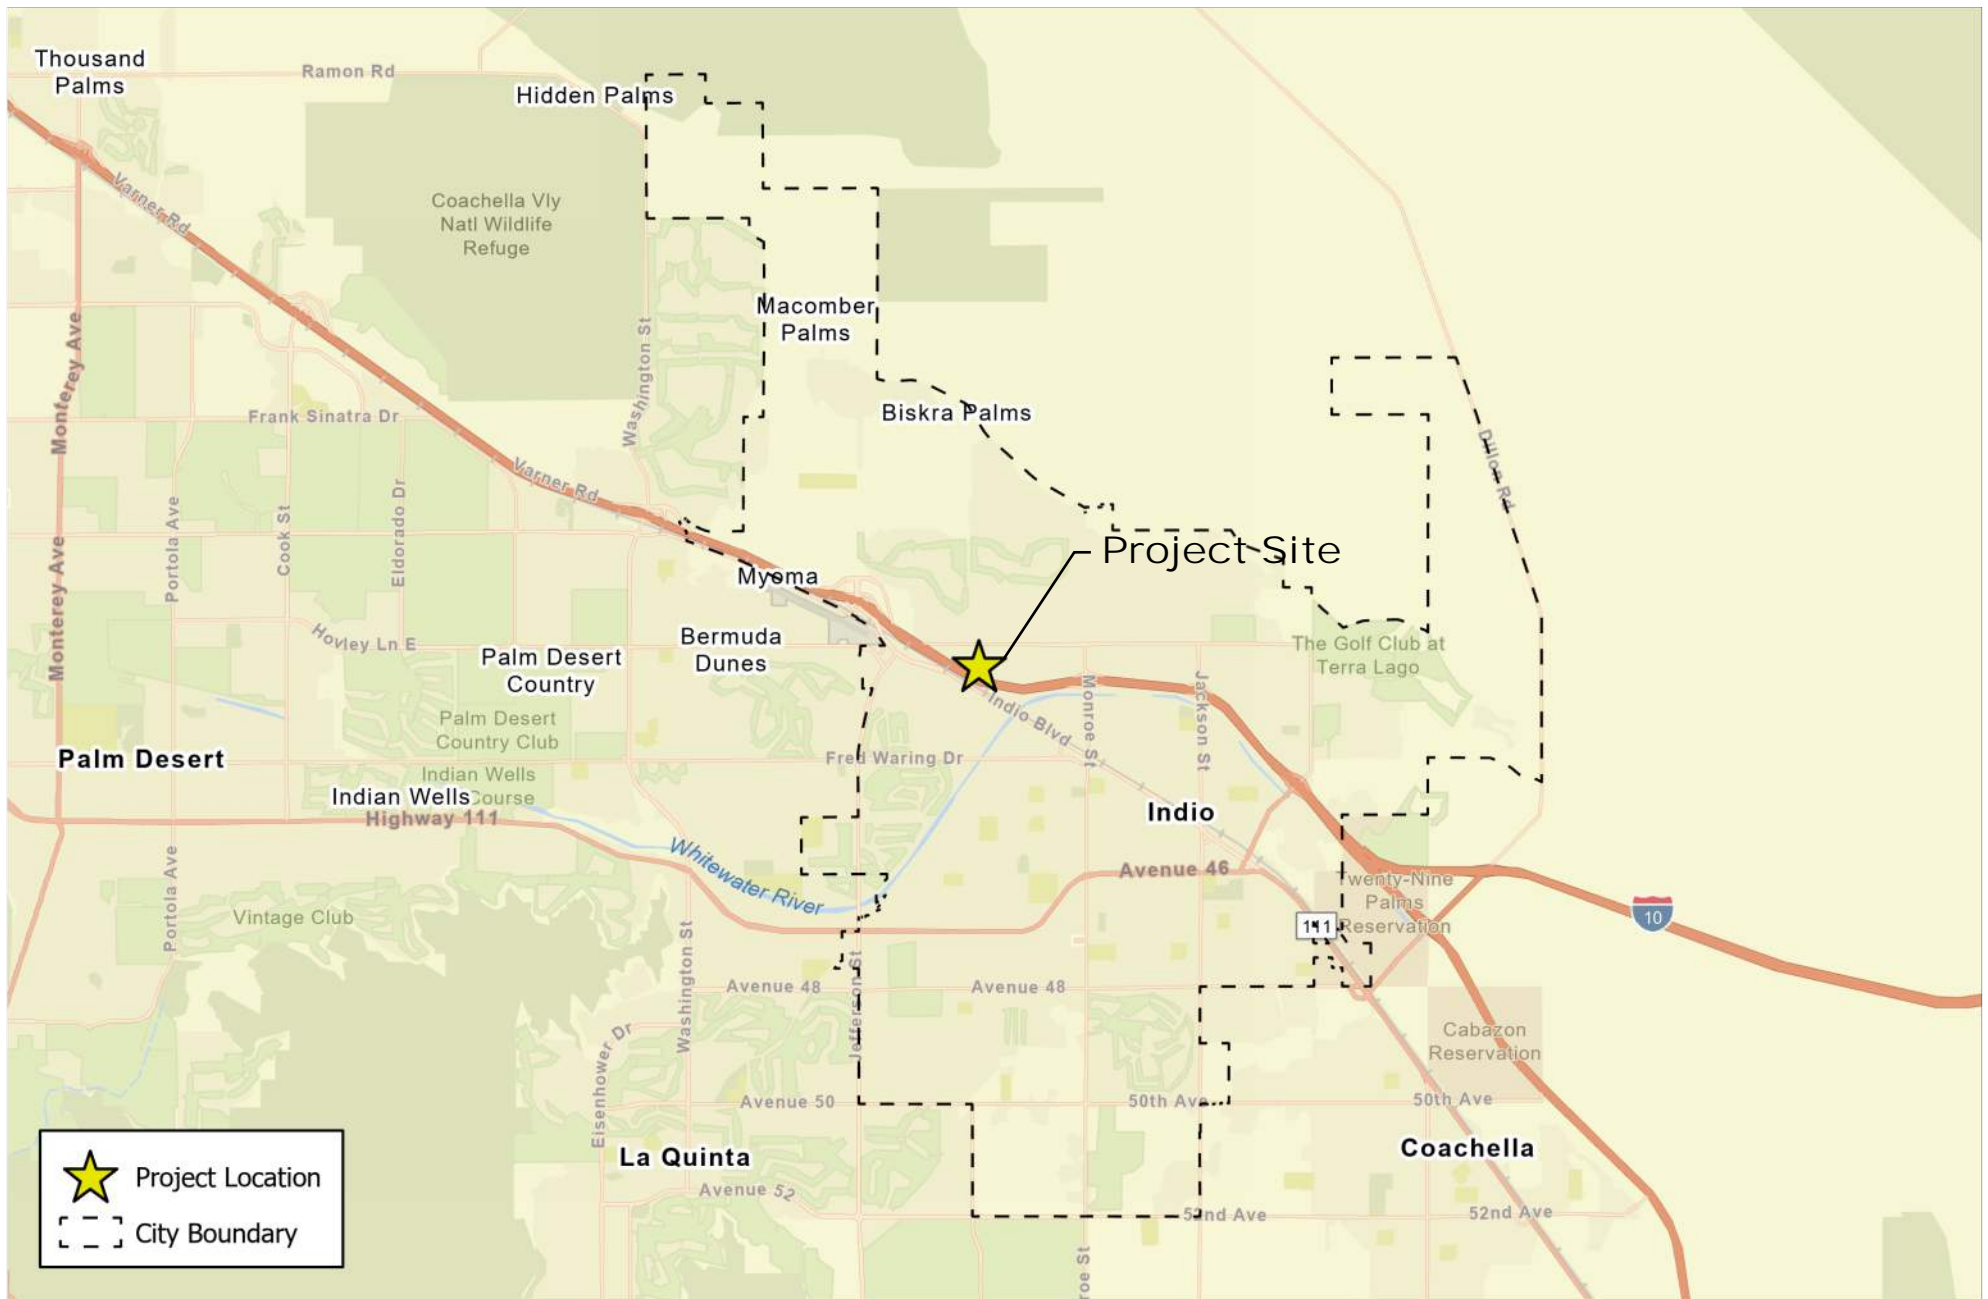 Thousand
Palms
Ramon Rd
Hidden Palms
Varner Rd
Coachella Vly
Natl Wildlife
Refuge
Macomber
Palms
Monterey Ave
Washington St
Frank Sinatra Dr
Biskra Palms
Dillon Rd
Varner Rd
Portola Ave
Cook St
Eldorado Dr
Project Site
Myoma
Monterey Ave
Hovley Ln E
Palm Desert
Country
Bermuda
Dunes
The Golf Club at
Terra Lago
Indio Blvd
Monroe St
Jackson St
Palm Desert
Country Club
Palm Desert
Fred Waring Dr
Indian Wells
Course
Indian Wells
Highway 111
Indio
Whitewater River
Avenue 46
Twenty-Nine
Palms
Reservation
Portola Ave
Vintage Club
111
10
Washington St
Jefferson St
Avenue 48
Avenue 48
Cabazon
Reservation
Eisenhower Dr
Avenue 50
50th Ave
50th Ave
La Quinta
Coachella
Avenue 52
52nd Ave
52nd Ave
roe St
Project Location
City Boundary